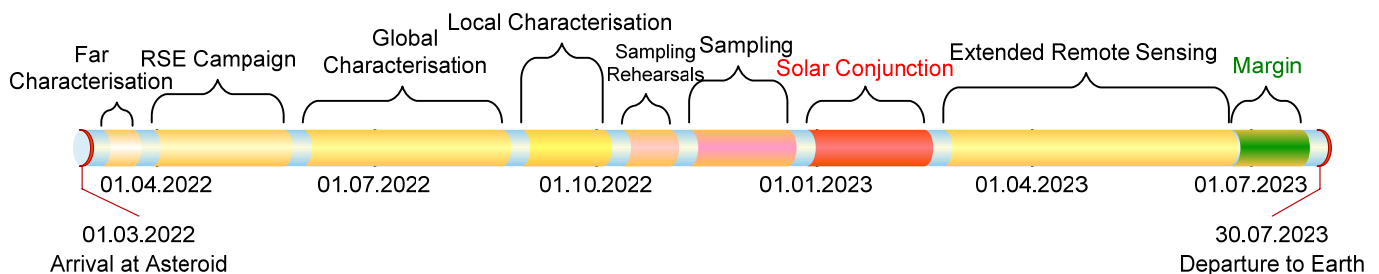 Far
Characterisation
RSE Campaign
Global
Characterisation
Local Characterisation
Sampling
Rehearsals
Sampling
Solar Conjunction
Extended Remote Sensing
Margin
01.04.2022
01.07.2022
01.10.2022
01.01.2023
01.04.2023
01.07.2023
01.03.2022
Arrival at Asteroid
30.07.2023
Departure to Earth